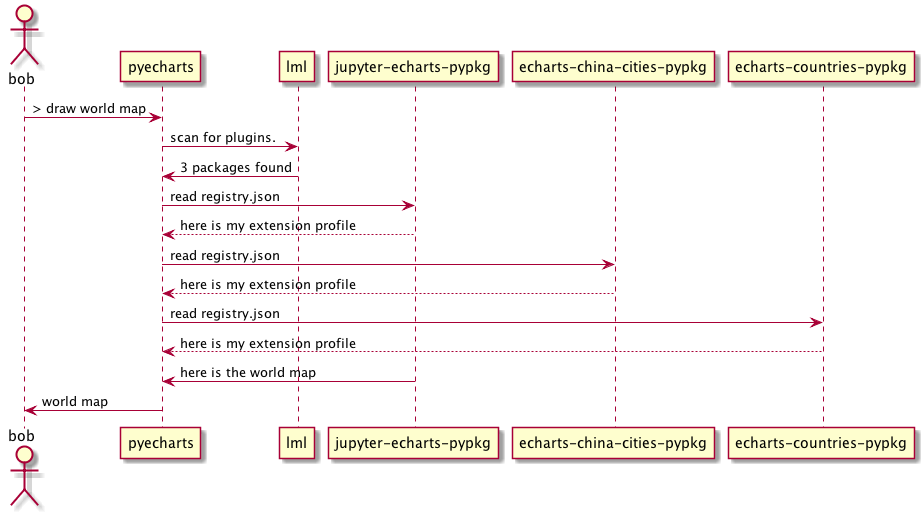 bob
pyecharts
lml
jupyter-echarts-pypkg
echarts-china-cities-pypkg
echarts-countries-pypkg
> draw world map
scan for plugins.
3 packages found
read registry.json
here is my extension profile
read registry.json
here is my extension profile
read registry.json
here is my extension profile
here is the world map
world map
bob
pyecharts
lml
jupyter-echarts-pypkg
echarts-china-cities-pypkg
echarts-countries-pypkg